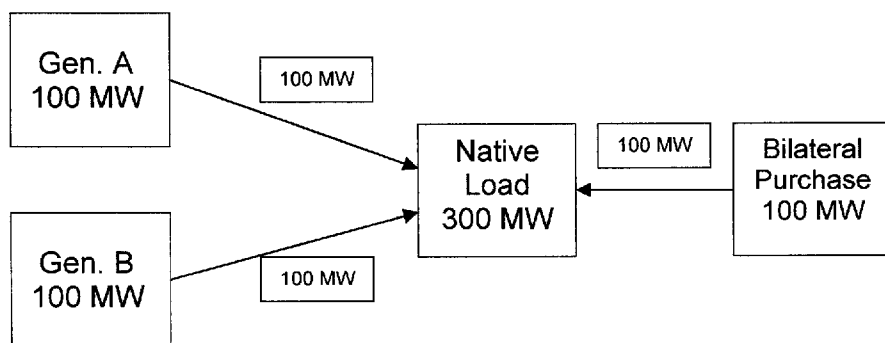 Gen. A
100 MW
100 MW
Native
Load
300 MW
100 MW
Bilateral
Purchase
100 MW
Gen. B
100 MW
100 MW